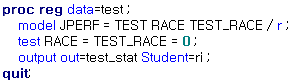 proc reg data=test;
model JPERF = TEST RACE TEST_RACE / r ;
test RACE = TEST_RACE = 0 ;
output out=test_stat Student=ri ;
quit;